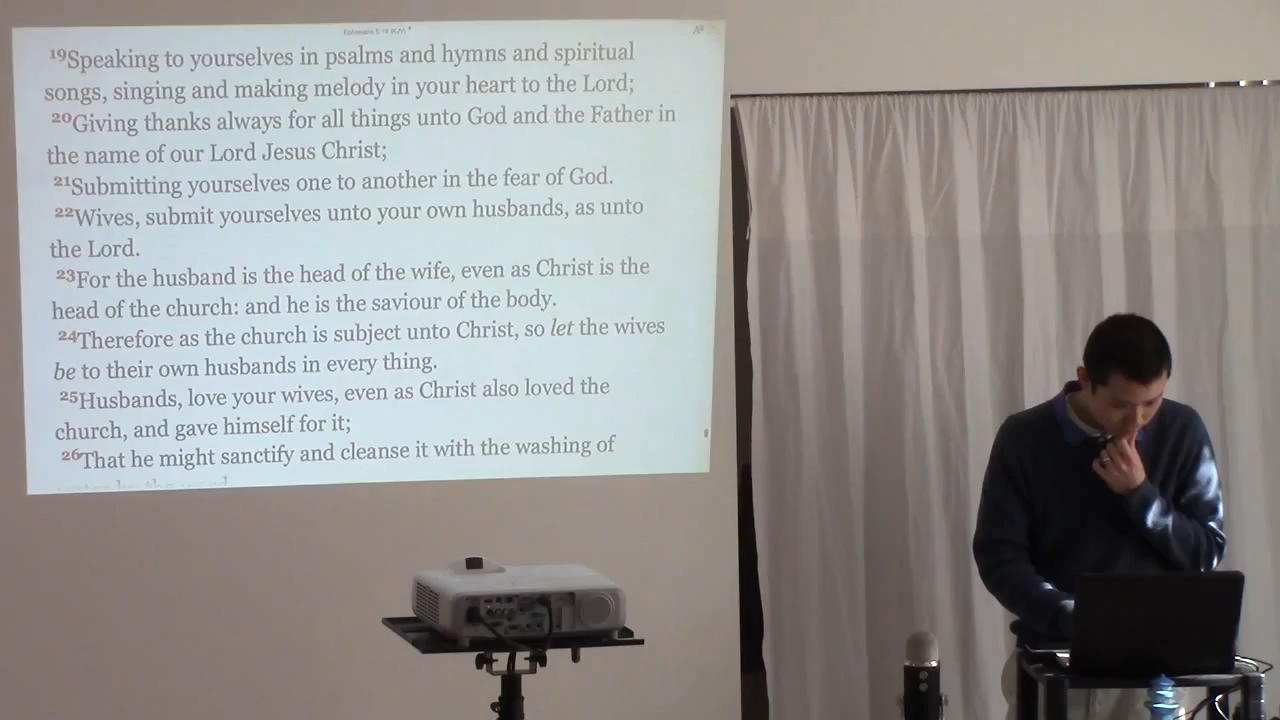 Ephesians 5:19 (KJV)
19Speaking to yourselves in psalms and hymns and spiritual
songs, singing and making melody in your heart to the Lord;
20Giving thanks always for all things unto God and the Father in
the name of our Lord Jesus Christ;
21Submitting yourselves one to another in the fear of God.
22Wives, submit yourselves unto your own husbands, as unto
the Lord.
23For the husband is the head of the wife, even as Christ is the
head of the church: and he is the saviour of the body.
24Therefore as the church is subject unto Christ, so let the wives
be to their own husbands in every thing.
25Husbands, love your wives, even as Christ also loved the
church, and gave himself for it;
26That he might sanctify and cleanse it with the washing of